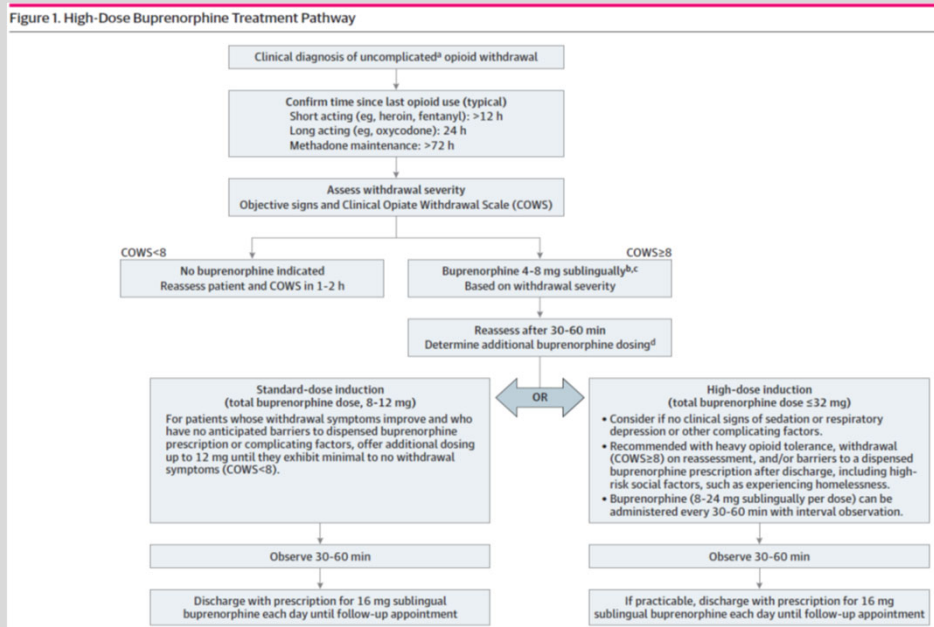 Figure 1. High-Dose Buprenorphine Treatment Pathway
Clinical diagnosis of uncomplicatedᵃ opioid withdrawal
Confirm time since last opioid use (typical)
Short acting (eg, heroin, fentanyl): >12 h
Long acting (eg, oxycodone): 24 h
Methadone maintenance: >72 h
Assess withdrawal severity
Objective signs and Clinical Opiate Withdrawal Scale (COWS)
COWS<8
No buprenorphine indicated
Reassess patient and COWS in 1-2 h
COWS≥8
Buprenorphine 4-8 mg sublinguallyᵇ,ᶜ
Based on withdrawal severity
Reassess after 30-60 min
Determine additional buprenorphine dosingᵈ
OR
Standard-dose induction
(total buprenorphine dose, 8-12 mg)
For patients whose withdrawal symptoms improve and who
have no anticipated barriers to dispensed buprenorphine
prescription or complicating factors, offer additional dosing
up to 12 mg until they exhibit minimal to no withdrawal
symptoms (COWS<8).
Observe 30-60 min
Discharge with prescription for 16 mg sublingual
buprenorphine each day until follow-up appointment
High-dose induction
(total buprenorphine dose ≤32 mg)
• Consider if no clinical signs of sedation or respiratory
depression or other complicating factors.
• Recommended with heavy opioid tolerance, withdrawal
(COWS≥8) on reassessment, and/or barriers to a dispensed
buprenorphine prescription after discharge, including high-
risk social factors, such as experiencing homelessness.
• Buprenorphine (8-24 mg sublingually per dose) can be
administered every 30-60 min with interval observation.
Observe 30-60 min
If practicable, discharge with prescription for 16 mg
sublingual buprenorphine each day until follow-up appointment